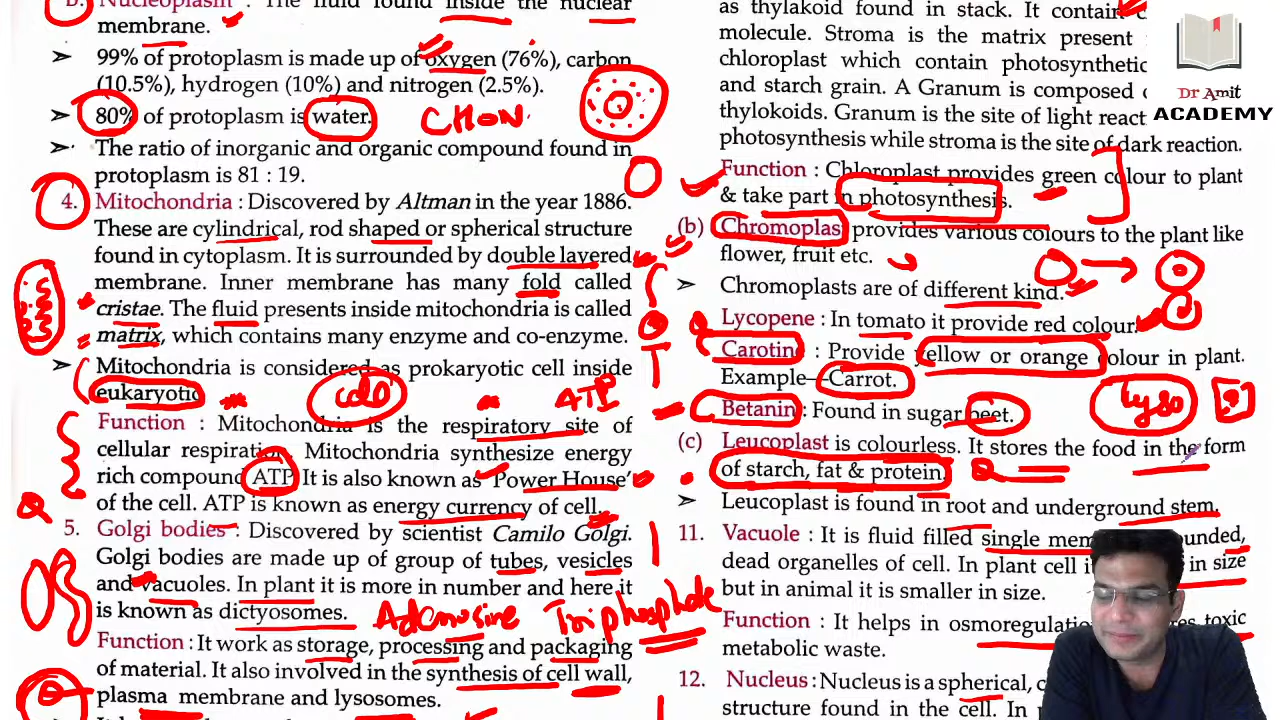 b. Nucleoplasm : The fluid found inside the nuclear
membrane.
➤ 99% of protoplasm is made up of oxygen (76%), carbon
(10.5%), hydrogen (10%) and nitrogen (2.5%).
➤ 80% of protoplasm is water. CHON
➤ The ratio of inorganic and organic compound found in
protoplasm is 81 : 19.
4. Mitochondria : Discovered by Altman in the year 1886.
These are cylindrical, rod shaped or spherical structure
found in cytoplasm. It is surrounded by double layered
membrane. Inner membrane has many fold called
cristae. The fluid presents inside mitochondria is called
matrix, which contains many enzyme and co-enzyme.
➤ Mitochondria is considered as prokaryotic cell inside
eukaryotic
ATP
Function : Mitochondria is the respiratory site of
cellular respiration. Mitochondria synthesize energy
rich compound ATP. It is also known as 'Power House'
of the cell. ATP is known as energy currency of cell.
5. Golgi bodies : Discovered by scientist Camilo Golgi.
Golgi bodies are made up of group of tubes, vesicles
and vacuoles. In plant it is more in number and here it
is known as dictyosomes.
Adenosine Triphosphate
Function : It work as storage, processing and packaging
of material. It also involved in the synthesis of cell wall,
plasma membrane and lysosomes.
as thylakoid found in stack. It contain
molecule. Stroma is the matrix present
chloroplast which contain photosynthetic
and starch grain. A Granum is composed
thylokoids. Granum is the site of light
photosynthesis while stroma is the site of dark reaction.
Function : Chloroplast provides green colour to plant
& take part in photosynthesis.
(b) Chromoplast provides various colours to the plant like
flower, fruit etc.
➤ Chromoplasts are of different kind.
Lycopene : In tomato it provide red colour.
Carotine : Provide yellow or orange colour in plant.
Example—Carrot.
Betanin : Found in sugar beet.
Lyso
(c) Leucoplast is colourless. It stores the food in the form
of starch, fat & protein.
➤ Leucoplast is found in root and underground stem.
11. Vacuole : It is fluid filled single
dead organelles of cell. In plant cell in size
but in animal it is smaller in size.
Function : It helps in toxic
metabolic waste.
12. Nucleus : Nucleus is a spherical,
structure found in the cell. In
Dr Amit
ACADEMY